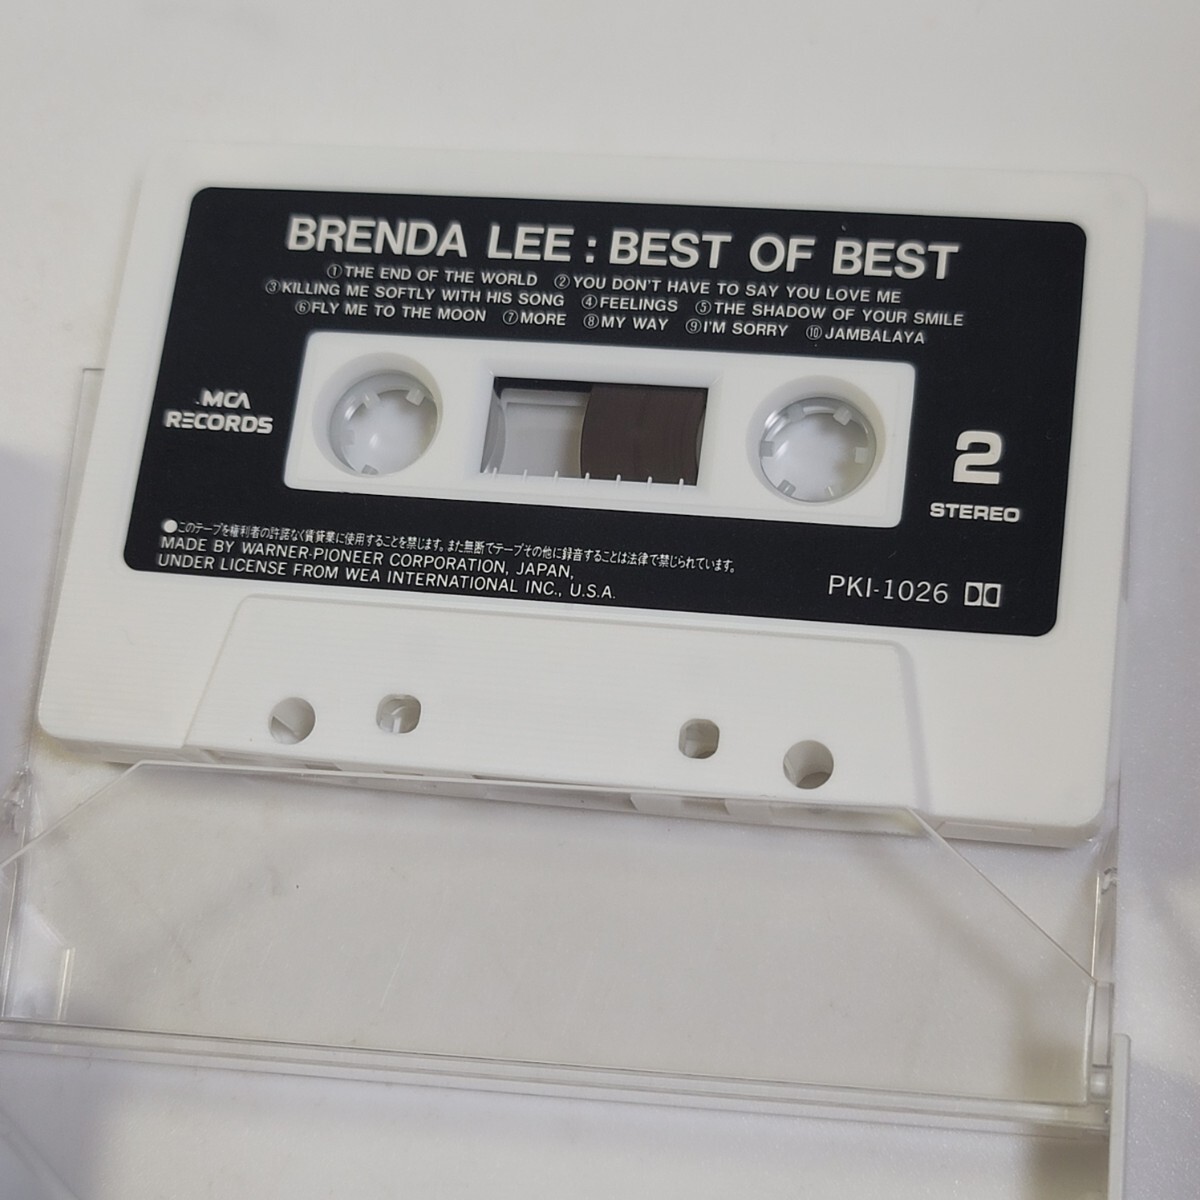 BRENDA LEE : BEST OF BEST
①THE END OF THE WORLD ②YOU DON'T HAVE TO SAY YOU LOVE ME
③KILLING ME SOFTLY WITH HIS SONG ④FEELINGS ⑤THE SHADOW OF YOUR SMILE
⑥FLY ME TO THE MOON ⑦MORE ⑧MY WAY ⑨I'M SORRY ⑩JAMBALAYA
MCA
RECORDS
2
STEREO
●このテープを権利者の許諾なく賃貸業に使用することを禁じます。また無断でテープその他に録音することは法律で禁じられています。
MADE BY WARNER-PIONEER CORPORATION, JAPAN,
UNDER LICENSE FROM WEA INTERNATIONAL INC., U.S.A.
PKI-1026